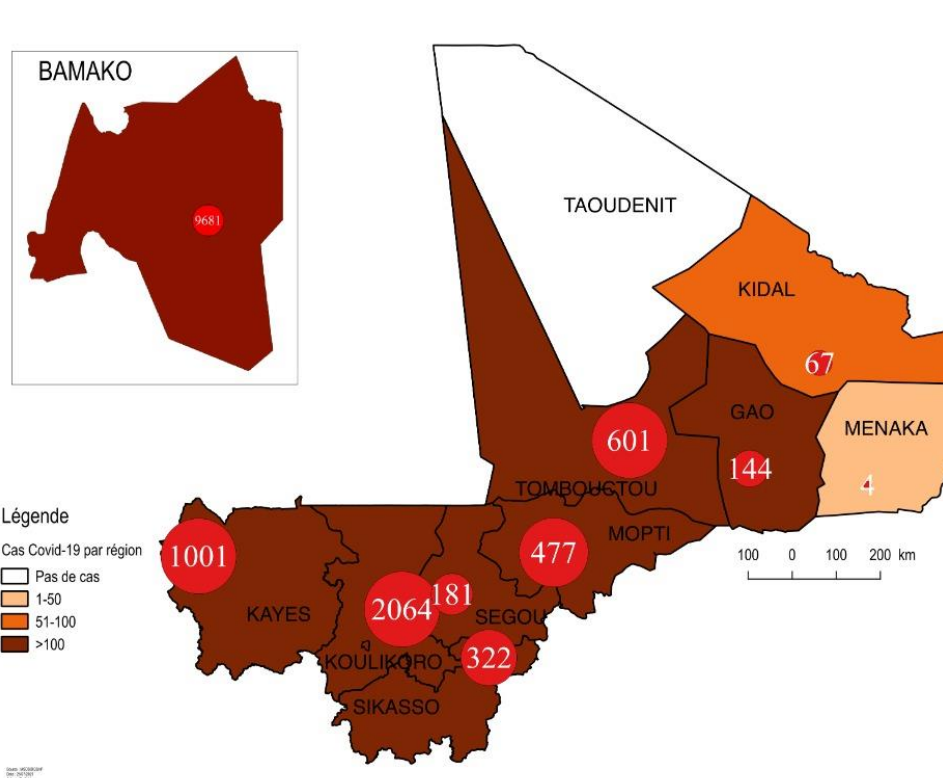 BAMAKO
9681
TAOUDENIT
KIDAL
67
GAO
MENAKA
601
144
4
TOMBOUCTOU
MOPTI
1001
477
2064
181
KAYES
SEGOU
KOULIKORO
322
SIKASSO
100 0 100 200 km
Légende
Cas Covid-19 par région
Pas de cas
1-50
51-100
>100